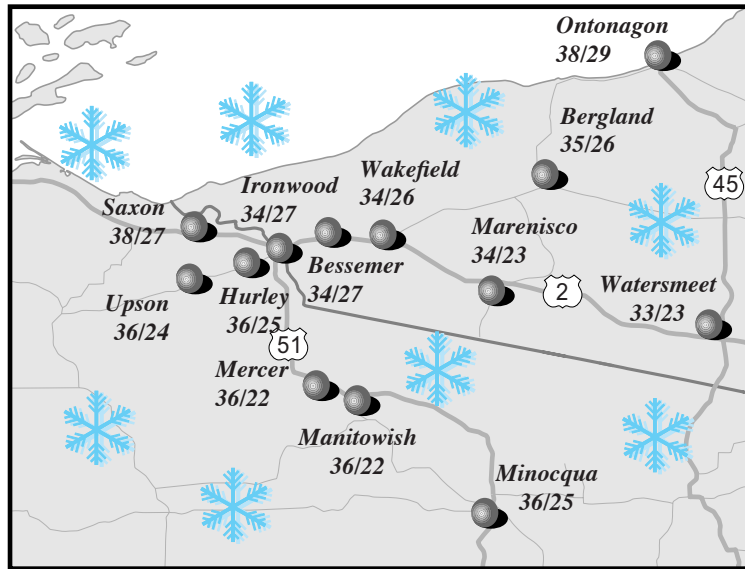 Ontonagon
38/29
Bergland
35/26
45
Wakefield
34/26
Ironwood
34/27
Saxon
38/27
Marenisco
34/23
Bessemer
34/27
Hurley
36/25
Upson
36/24
2
Watersmeet
33/23
51
Mercer
36/22
Manitowish
36/22
Minocqua
36/25